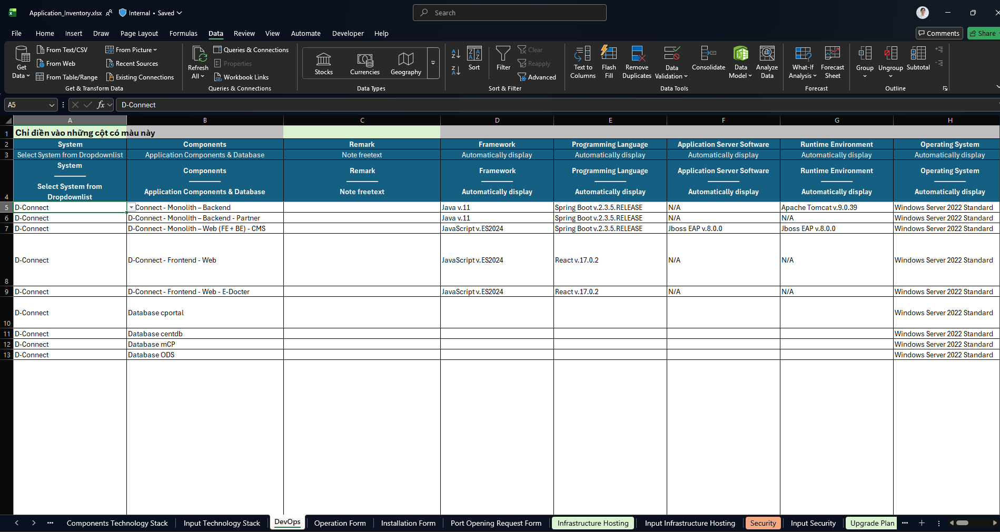 Application_Inventory.xlsx Internal • Saved
Search
File Home Insert Draw Page Layout Formulas Data Review View Automate Developer Help
Comments Share
Get Data
From Text/CSV
From Web
From Table/Range
From Picture
Recent Sources
Existing Connections
Get & Transform Data
Refresh All
Queries & Connections
Properties
Workbook Links
Queries & Connections
Stocks Currencies Geography
Data Types
Sort
Filter
Clear
Reapply
Advanced
Sort & Filter
Text to Columns
Flash Fill
Remove Duplicates
Data Validation
Consolidate
Data Model
Analyze Data
Data Tools
What-If Analysis
Forecast Sheet
Forecast
Group
Ungroup
Subtotal
Outline
A5 fx D-Connect
A B C D E F G H
1 Chỉ điền vào những cột có màu này
2 System Components Remark Framework Programming Language Application Server Software Runtime Environment Operating System
3 Select System from Dropdownlist Application Components & Database Note freetext Automatically display Automatically display Automatically display Automatically display Automatically display
System
Components Remark Framework Programming Language Application Server Software Runtime Environment Operating System
Select System from
Application Components & Database Note freetext Automatically display Automatically display Automatically display Automatically display Automatically display
4 Dropdownlist
5 D-Connect Connect - Monolith – Backend Java v.11 Spring Boot v.2.3.5.RELEASE N/A Apache Tomcat v.9.0.39 Windows Server 2022 Standard
6 D-Connect D-Connect - Monolith – Backend - Partner Java v.11 Spring Boot v.2.3.5.RELEASE N/A N/A Windows Server 2022 Standard
7 D-Connect D-Connect - Monolith – Web (FE + BE) - CMS JavaScript v.ES2024 Spring Boot v.2.3.5.RELEASE Jboss EAP v.8.0.0 Jboss EAP v.8.0.0 Windows Server 2022 Standard
8 D-Connect D-Connect - Frontend - Web JavaScript v.ES2024 React v.17.0.2 N/A N/A Windows Server 2022 Standard
9 D-Connect D-Connect - Frontend - Web - E-Docter JavaScript v.ES2024 React v.17.0.2 N/A N/A Windows Server 2022 Standard
10 D-Connect Database cportal Windows Server 2022 Standard
11 D-Connect Database centdb Windows Server 2022 Standard
12 D-Connect Database mCP Windows Server 2022 Standard
13 D-Connect Database ODS Windows Server 2022 Standard
Components Technology Stack Input Technology Stack DevOps Operation Form Installation Form Port Opening Request Form Infrastructure Hosting Input Infrastructure Hosting Security Input Security Upgrade Plan